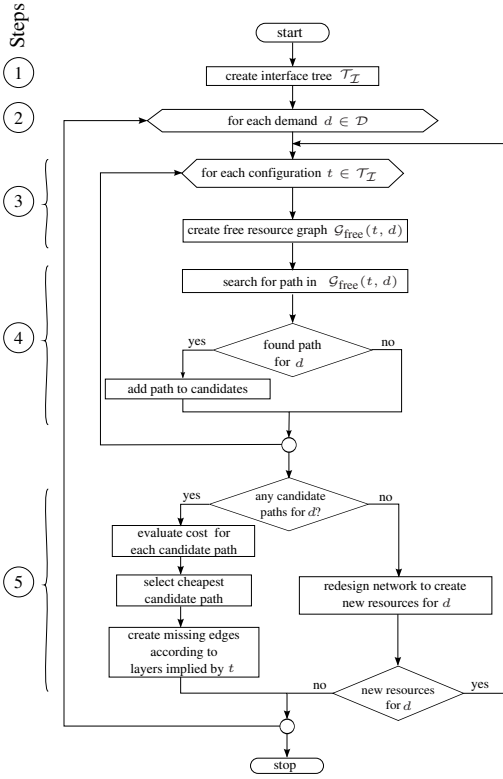 Steps
start
1
create interface tree 𝒯_ℐ
2
for each demand d ∈ 𝒟
for each configuration t ∈ 𝒯_ℐ
3
create free resource graph 𝒢_free(t, d)
search for path in 𝒢_free(t, d)
4
yes
found path
for d
no
add path to candidates
yes
any candidate
paths for d?
no
evaluate cost for
each candidate path
5
select cheapest
candidate path
redesign network to create
new resources for d
create missing edges
according to
layers implied by t
no
new resources
for d
yes
stop